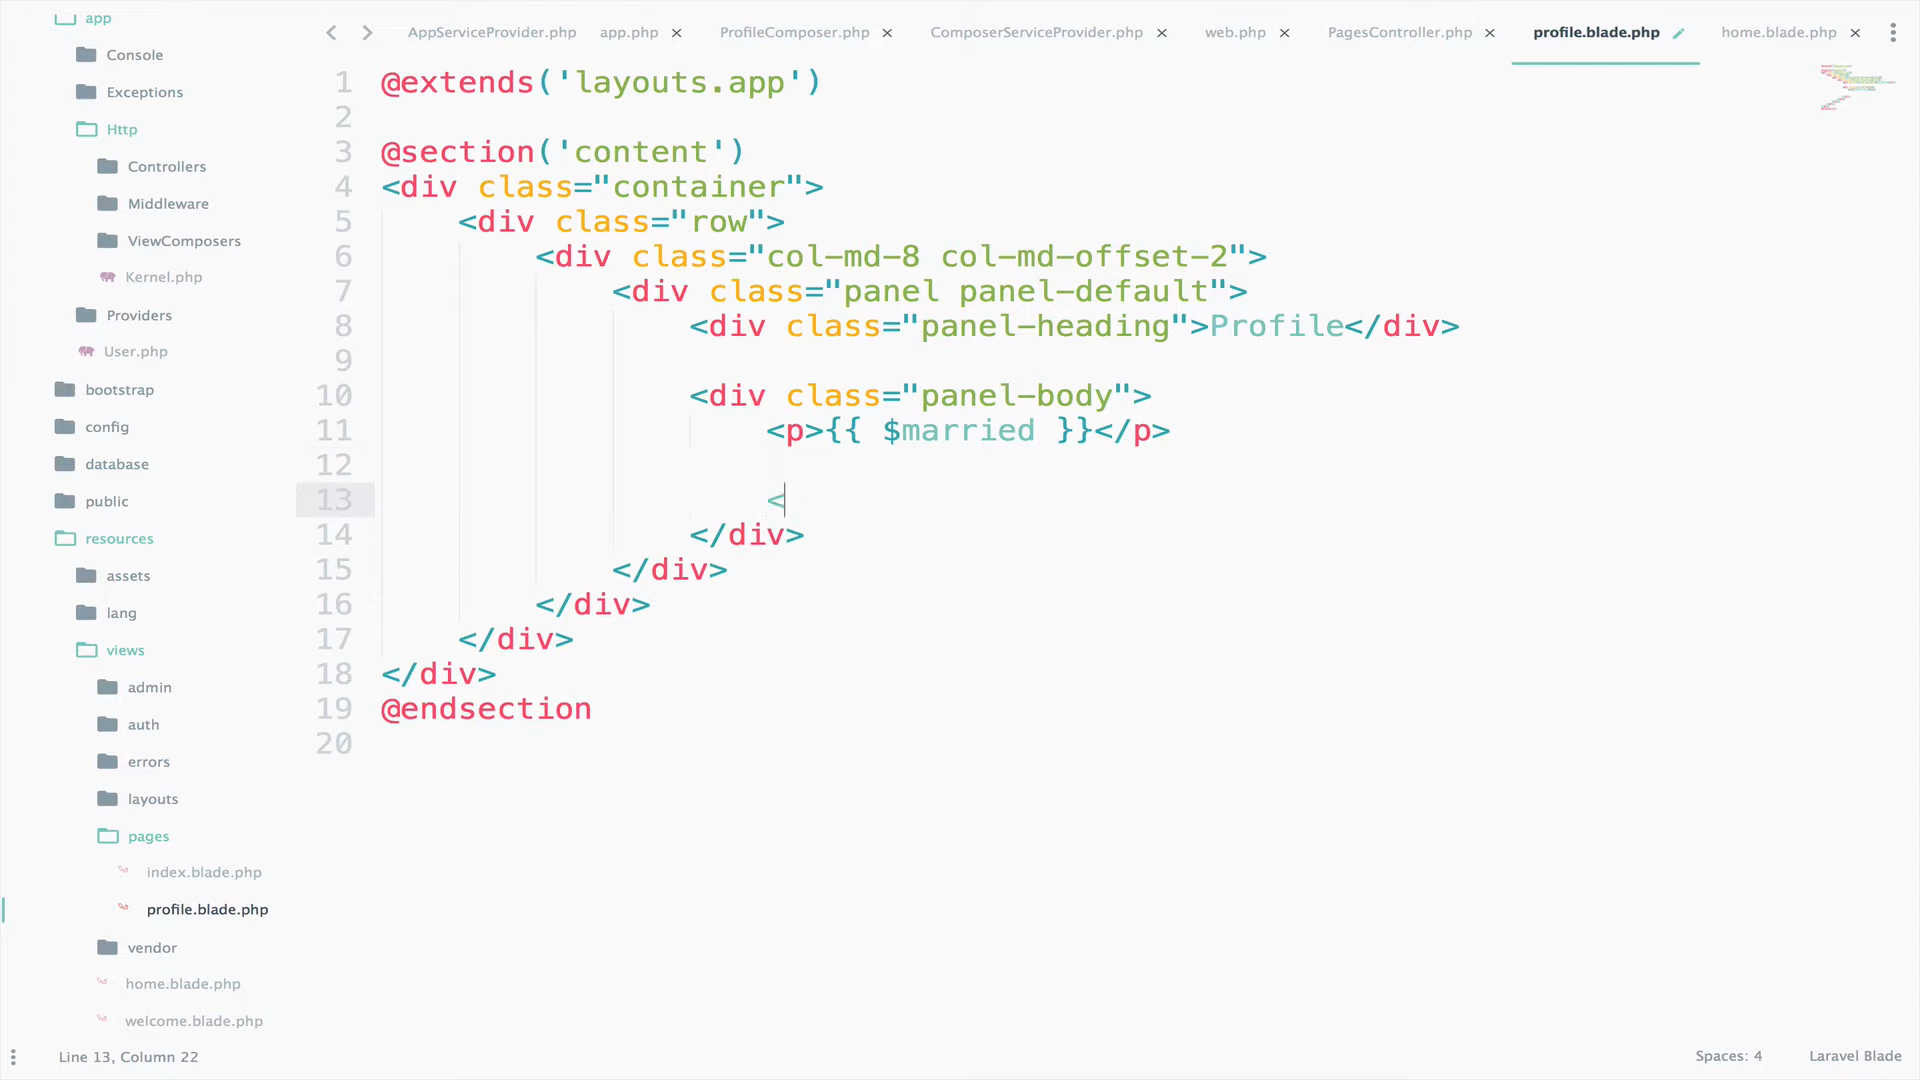 app
Console
Exceptions
Http
Controllers
Middleware
ViewComposers
Kernel.php
Providers
User.php
bootstrap
config
database
public
resources
assets
lang
views
admin
auth
errors
layouts
pages
index.blade.php
profile.blade.php
vendor
home.blade.php
welcome.blade.php
AppServiceProvider.php app.php × ProfileComposer.php × ComposerServiceProvider.php × web.php × PagesController.php × profile.blade.php home.blade.php ×
1 @extends('layouts.app')
2
3 @section('content')
4 <div class="container">
5 <div class="row">
6 <div class="col-md-8 col-md-offset-2">
7 <div class="panel panel-default">
8 <div class="panel-heading">Profile</div>
9
10 <div class="panel-body">
11 <p>{{ $married }}</p>
12
13 <
14 </div>
15 </div>
16 </div>
17 </div>
18 </div>
19 @endsection
20
Line 13, Column 22
Spaces: 4 Laravel Blade